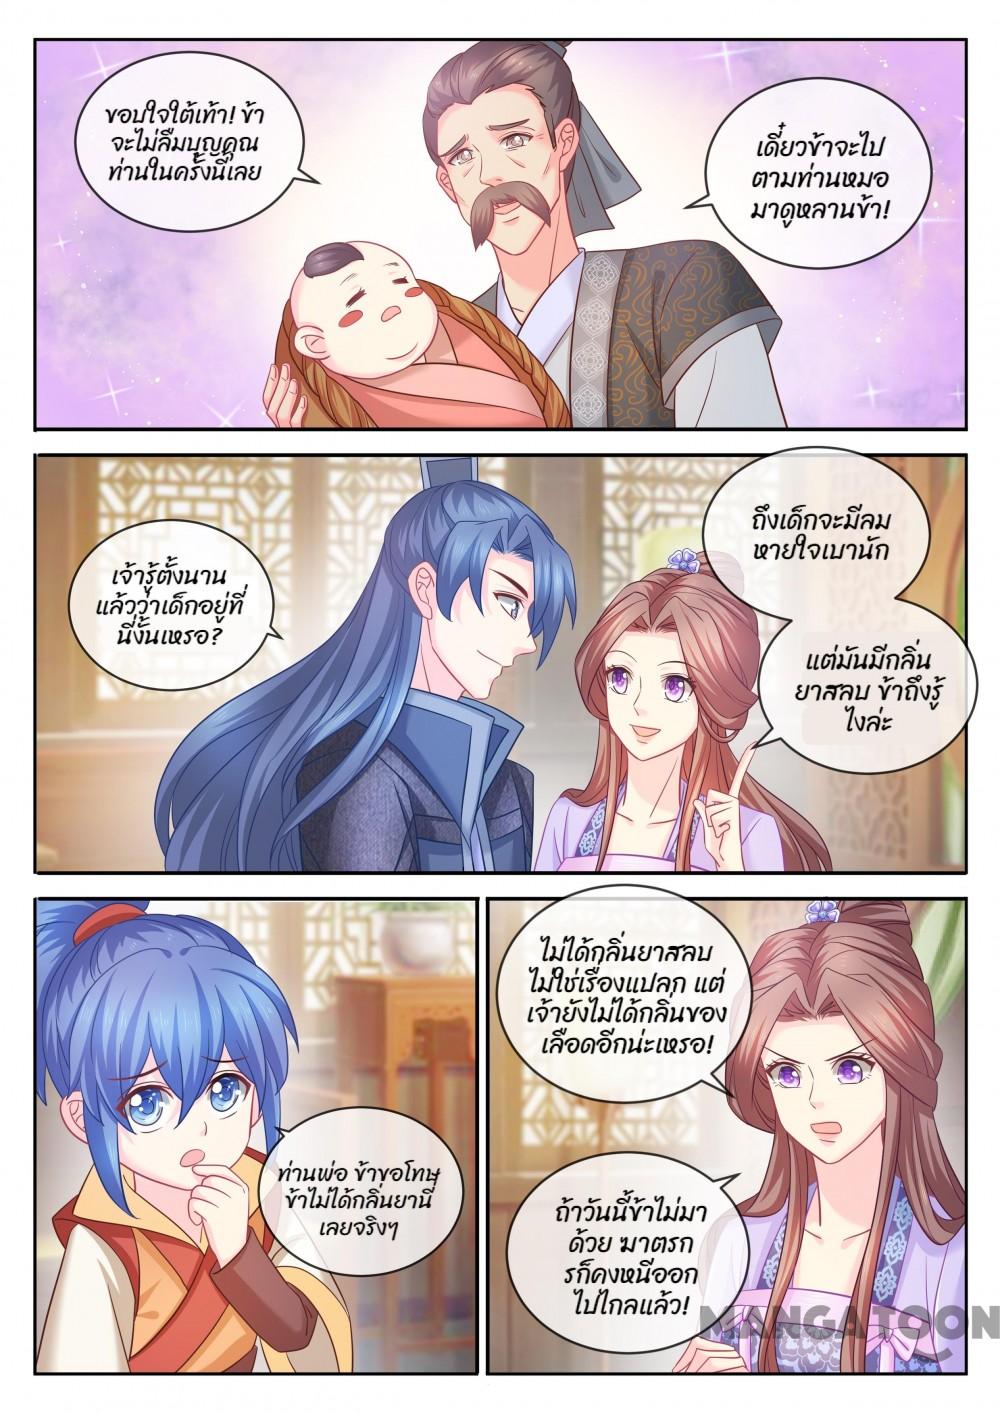 ขอบใจใต้เท้า! ข้า
จะไม่ลืมบุญคุณ
ท่านในครั้งนี้เลย
เดี๋ยวข้าจะไป
ตามท่านหมอ
มาดูหลานข้า!
เจ้ารู้ตั้งนาน
แล้วว่าเด็กอยู่ที่
นี่งั้นเหรอ?
ถึงเด็กจะมีลม
หายใจเบานัก
แต่มันมีกลิ่น
ยาสลบ ข้าถึงรู้
ไงล่ะ
ท่านพ่อ ข้าขอโทษ
ข้าไม่ได้กลิ่นยานี่
เลยจริงๆ
ไม่ได้กลิ่นยาสลบ
ไม่ใช่เรื่องแปลก แต่
เจ้ายังไม่ได้กลิ่นของ
เลือดอีกน่ะเหรอ!
ถ้าวันนี้ข้าไม่มา
ด้วย ฆาตรก
รก็คงหนีออก
ไปไกลแล้ว!
MANGATOON